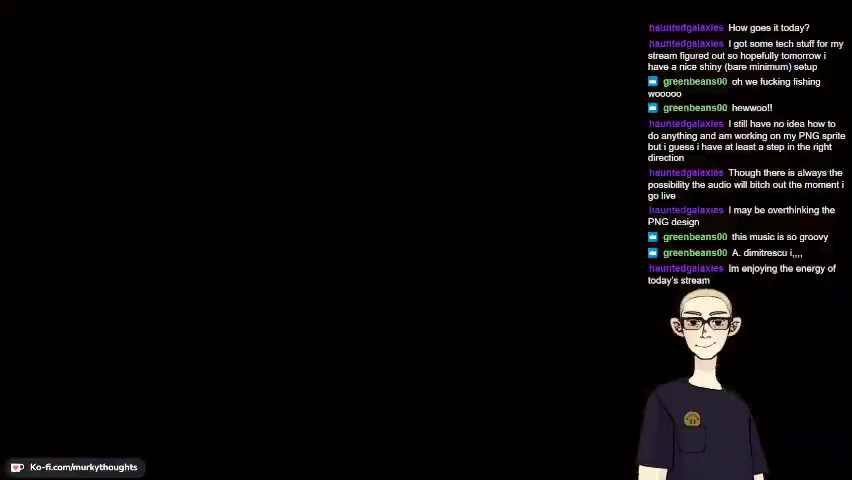 hauntedgalaxies How goes it today?
hauntedgalaxies I got some tech stuff for my
stream figured out so hopefully tomorrow i
have a nice shiny (bare minimum) setup
greenbeans00 oh we fucking fishing
wooooo
greenbeans00 hewwoo!!
hauntedgalaxies I still have no idea how to
do anything and am working on my PNG sprite
but i guess i have at least a step in the right
direction
hauntedgalaxies Though there is always the
possibility the audio will bitch out the moment i
go live
hauntedgalaxies I may be overthinking the
PNG design
greenbeans00 this music is so groovy
greenbeans00 A. dimitrescu i,,,,
hauntedgalaxies Im enjoying the energy of
today's stream
Ko-fi.com/murkythoughts